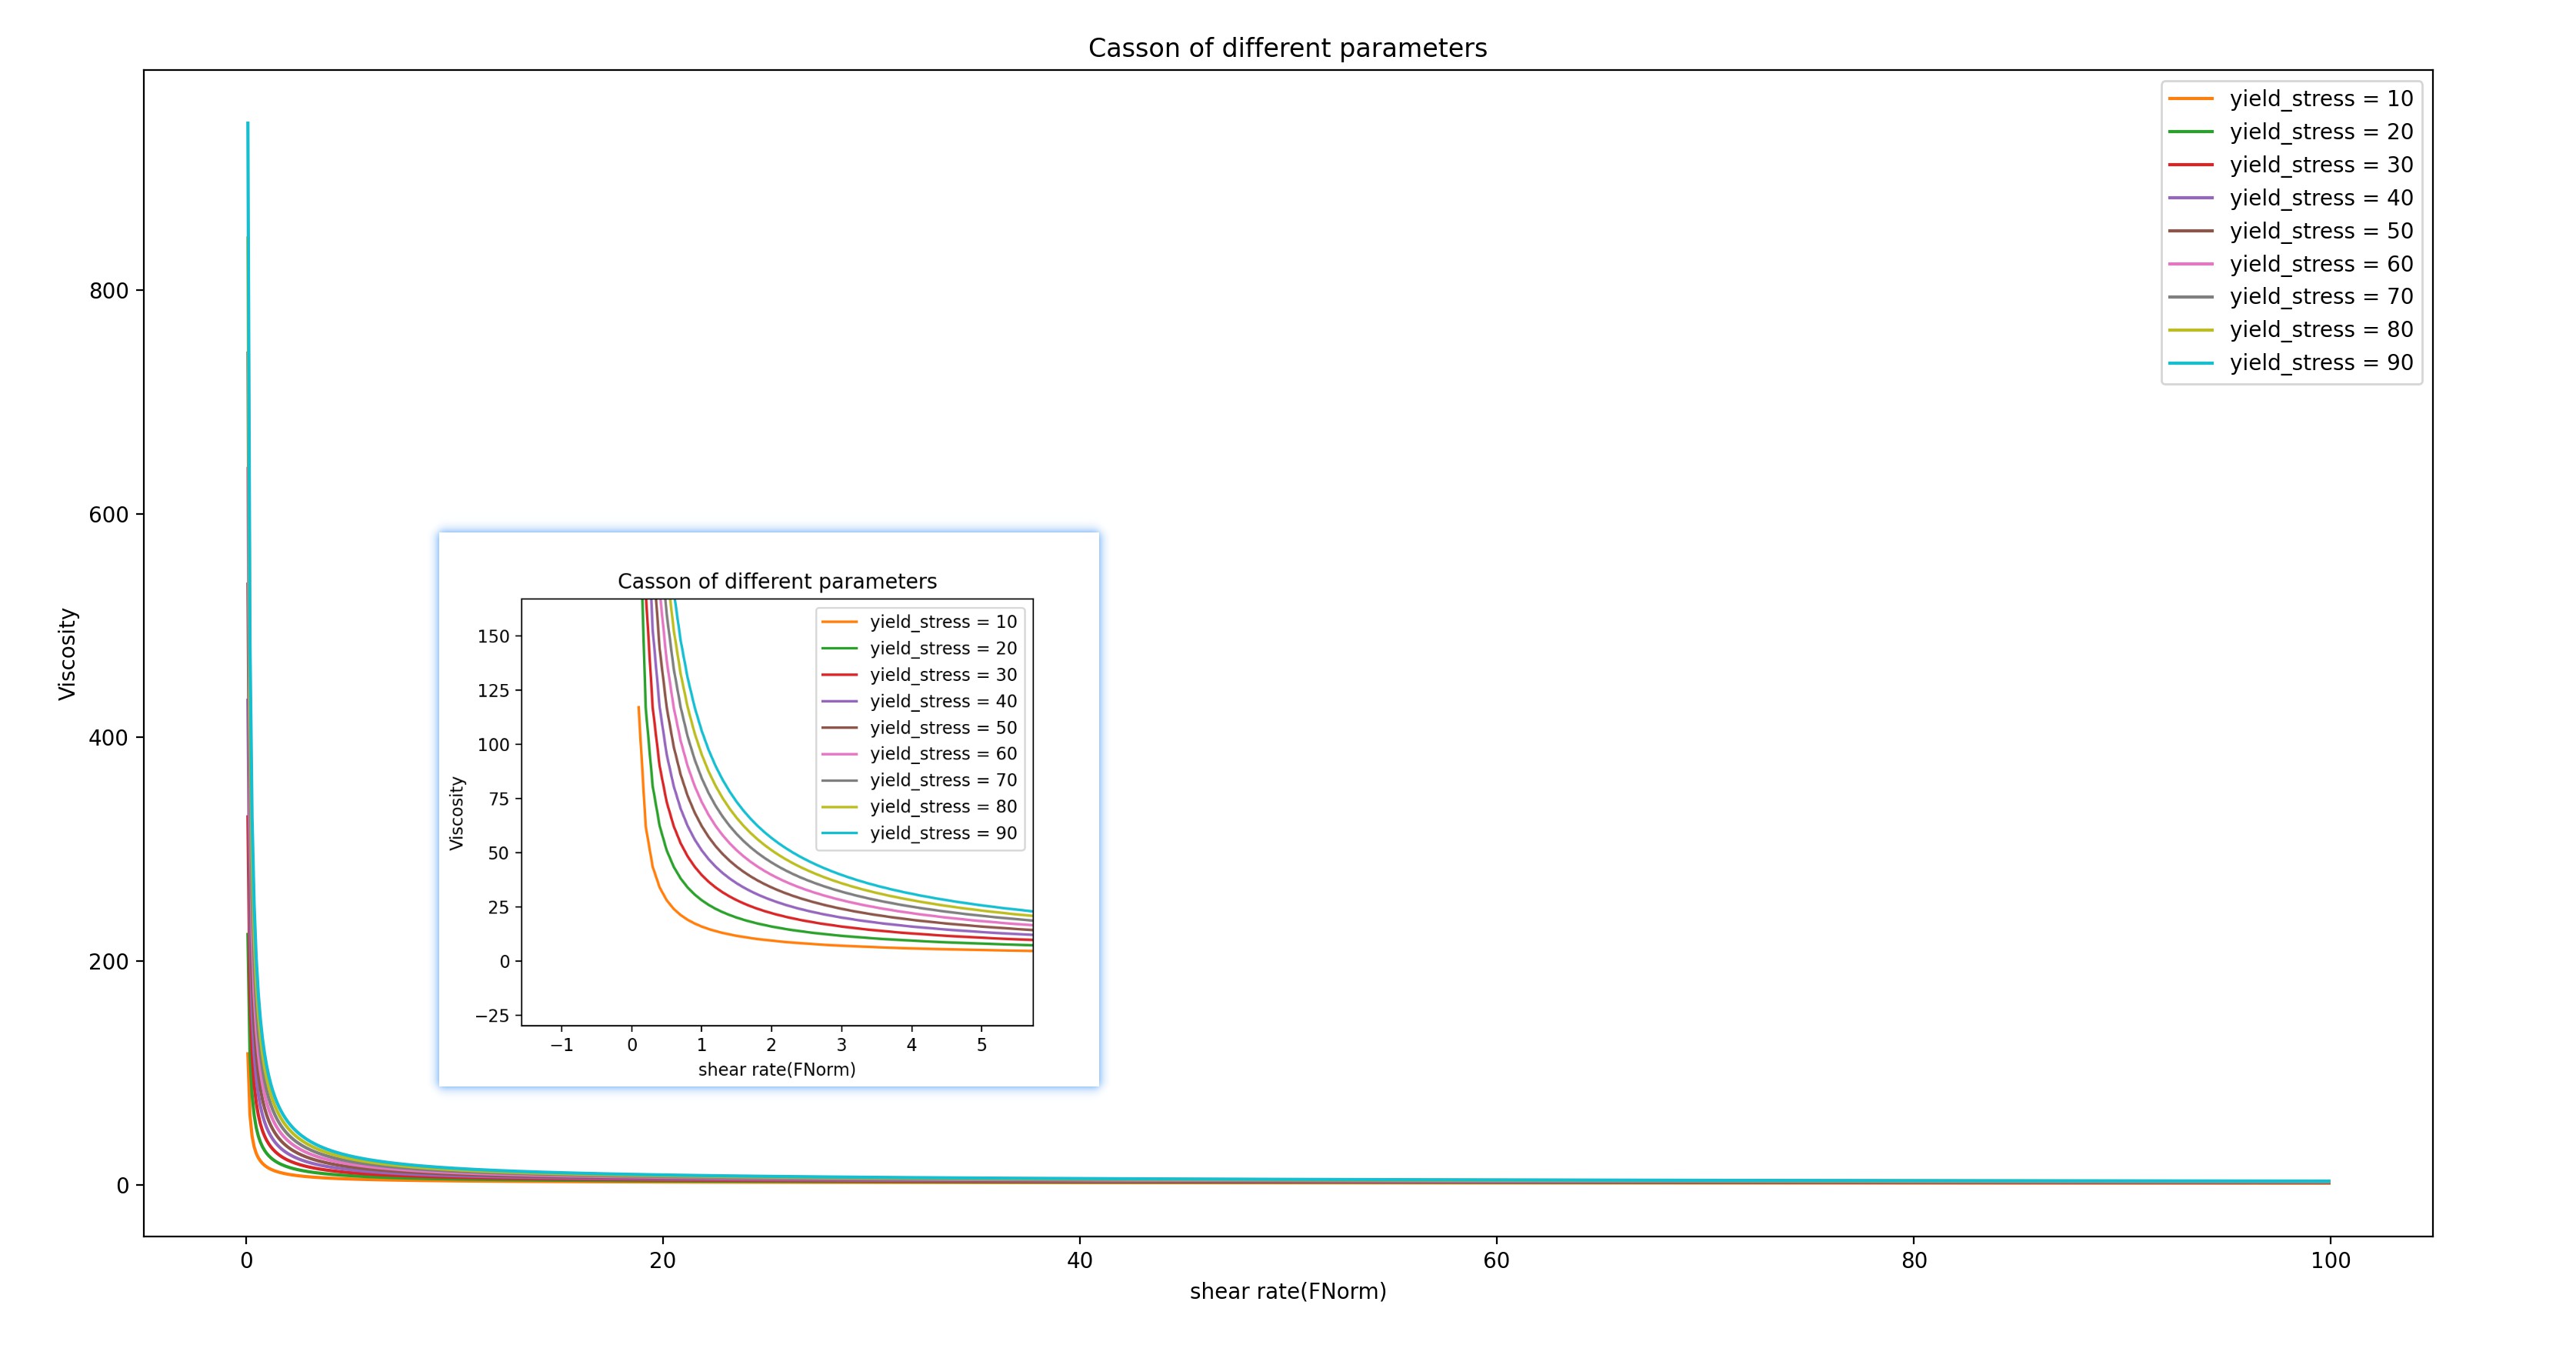 Casson of different parameters
yield_stress = 10
yield_stress = 20
yield_stress = 30
yield_stress = 40
yield_stress = 50
yield_stress = 60
yield_stress = 70
yield_stress = 80
yield_stress = 90
800
600
400
200
0
Viscosity
Casson of different parameters
yield_stress = 10
yield_stress = 20
yield_stress = 30
yield_stress = 40
yield_stress = 50
yield_stress = 60
yield_stress = 70
yield_stress = 80
yield_stress = 90
150
125
100
75
50
25
0
−25
Viscosity
−1 0 1 2 3 4 5
shear rate(FNorm)
0 20 40 60 80 100
shear rate(FNorm)